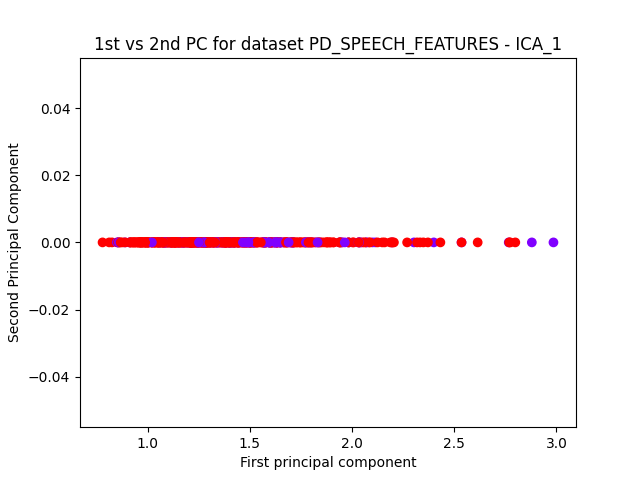 1st vs 2nd PC for dataset PD_SPEECH_FEATURES - ICA_1
Second Principal Component
0.04
0.02
0.00
−0.02
−0.04
1.0 1.5 2.0 2.5 3.0
First principal component